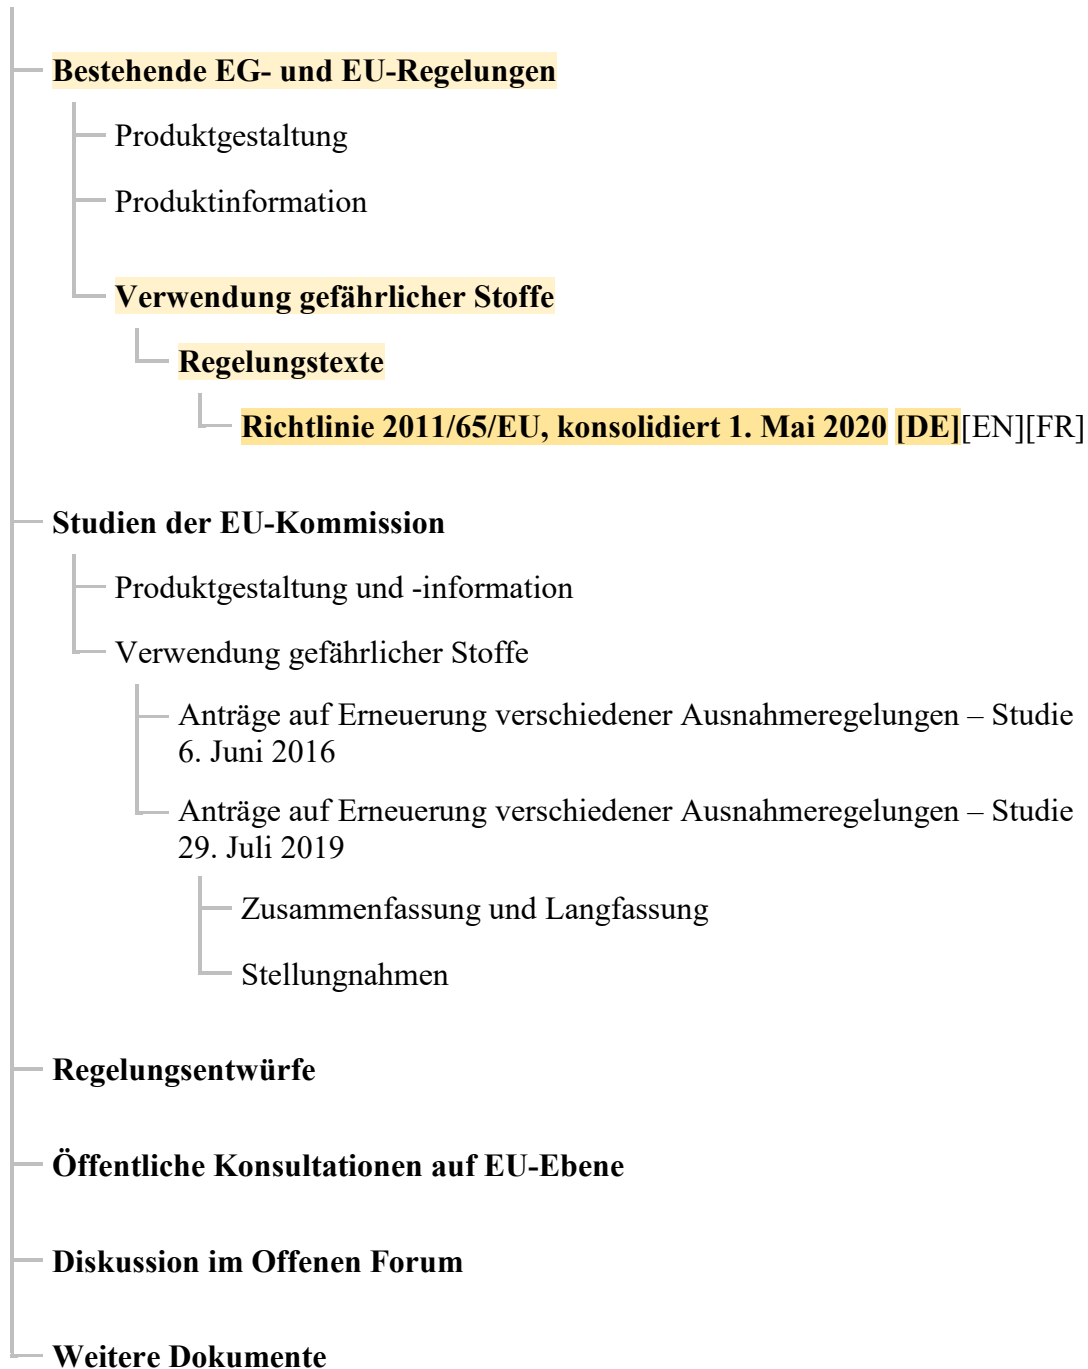 Bestehende EG- und EU-Regelungen
Produktgestaltung
Produktinformation
Verwendung gefährlicher Stoffe
Regelungstexte
Richtlinie 2011/65/EU, konsolidiert 1. Mai 2020 [DE][EN][FR]
Studien der EU-Kommission
Produktgestaltung und -information
Verwendung gefährlicher Stoffe
Anträge auf Erneuerung verschiedener Ausnahmeregelungen – Studie
6. Juni 2016
Anträge auf Erneuerung verschiedener Ausnahmeregelungen – Studie
29. Juli 2019
Zusammenfassung und Langfassung
Stellungnahmen
Regelungsentwürfe
Öffentliche Konsultationen auf EU-Ebene
Diskussion im Offenen Forum
Weitere Dokumente